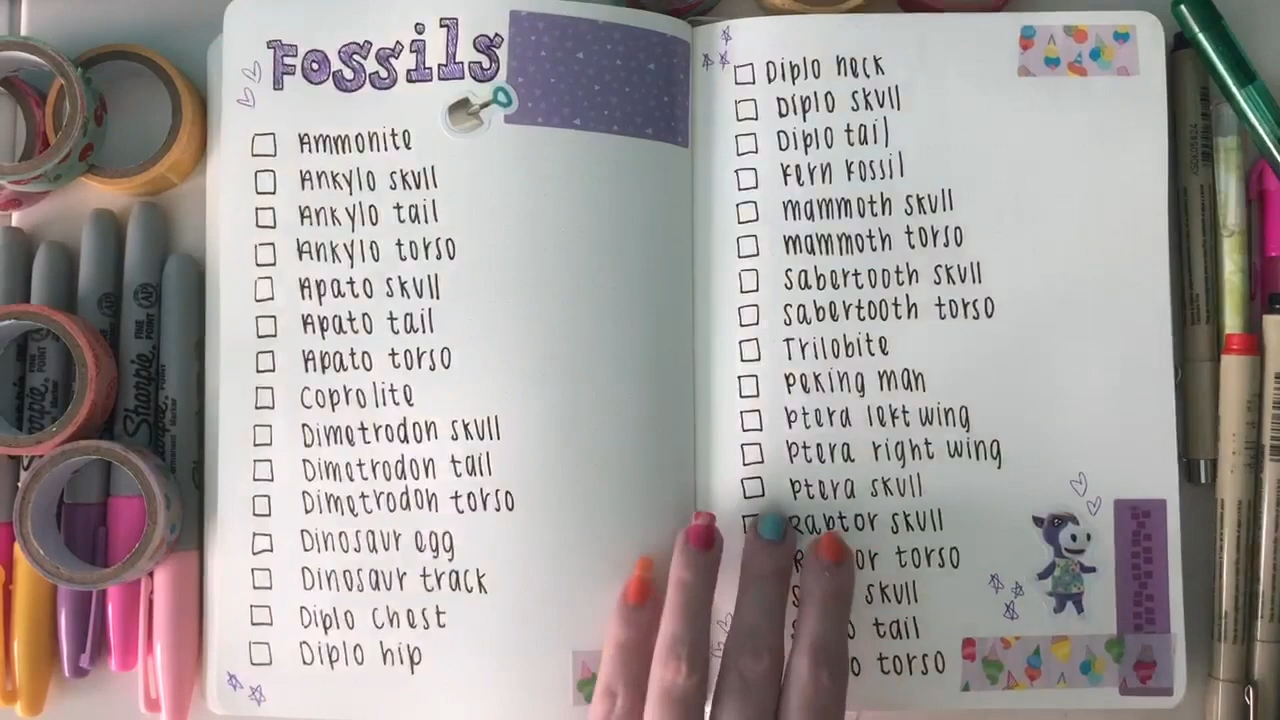 Fossils
Ammonite
Ankylo skull
Ankylo tail
Ankylo torso
Apato skull
Apato tail
Apato torso
Coprolite
Dimetrodon skull
Dimetrodon tail
Dimetrodon torso
Dinosaur egg
Dinosaur track
Diplo chest
Diplo hip
Diplo neck
Diplo skull
Diplo tail
Fern Fossil
mammoth skull
mammoth torso
Sabertooth skull
Sabertooth torso
Trilobite
Peking man
Ptera left wing
Ptera right wing
Ptera skull
Raptor skull
torso
skull
tail
torso
Sharpie
FINE POINT
Permanent Marker
AP